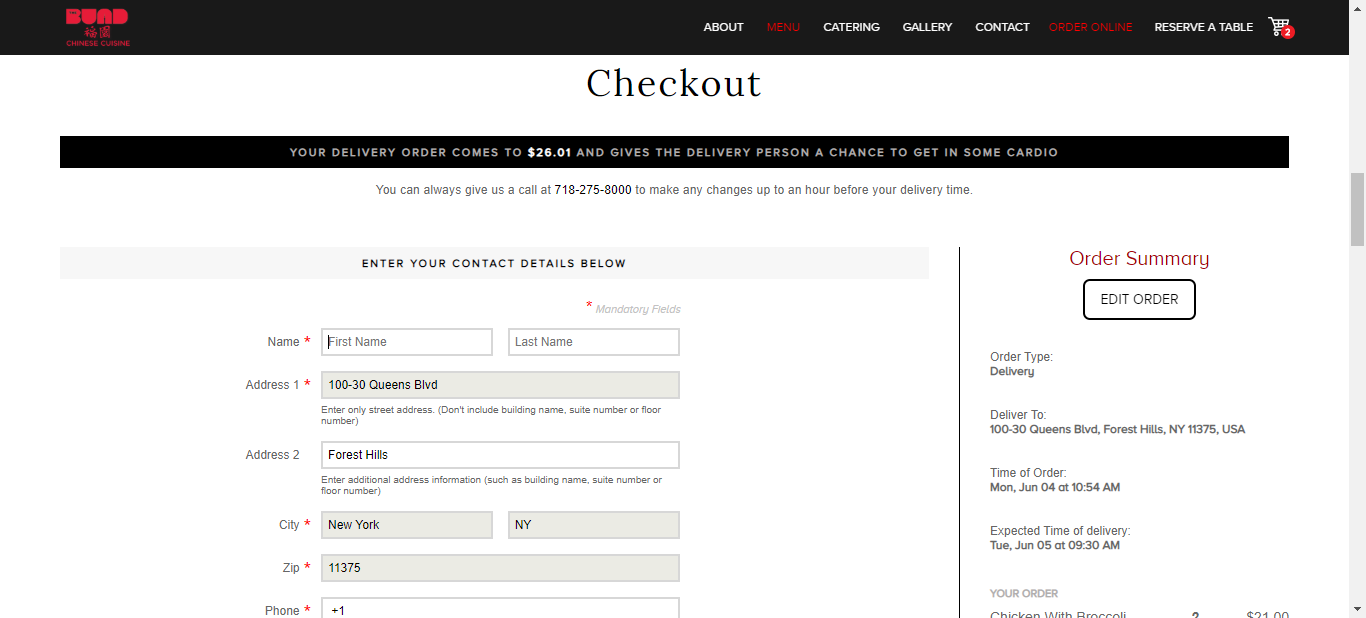 BUND
裕園
CHINESE CUISINE
ABOUT MENU CATERING GALLERY CONTACT ORDER ONLINE RESERVE A TABLE 2
Checkout
YOUR DELIVERY ORDER COMES TO $26.01 AND GIVES THE DELIVERY PERSON A CHANCE TO GET IN SOME CARDIO
You can always give us a call at 718-275-8000 to make any changes up to an hour before your delivery time.
ENTER YOUR CONTACT DETAILS BELOW
* Mandatory Fields
Name * First Name Last Name
Address 1 * 100-30 Queens Blvd
Enter only street address. (Don't include building name, suite number or floor
number)
Address 2 Forest Hills
Enter additional address information (such as building name, suite number or
floor number)
City * New York NY
Zip * 11375
Phone * +1
Order Summary
EDIT ORDER
Order Type:
Delivery
Deliver To:
100-30 Queens Blvd, Forest Hills, NY 11375, USA
Time of Order:
Mon, Jun 04 at 10:54 AM
Expected Time of delivery:
Tue, Jun 05 at 09:30 AM
YOUR ORDER
Chicken With Broccoli 2 $21.00